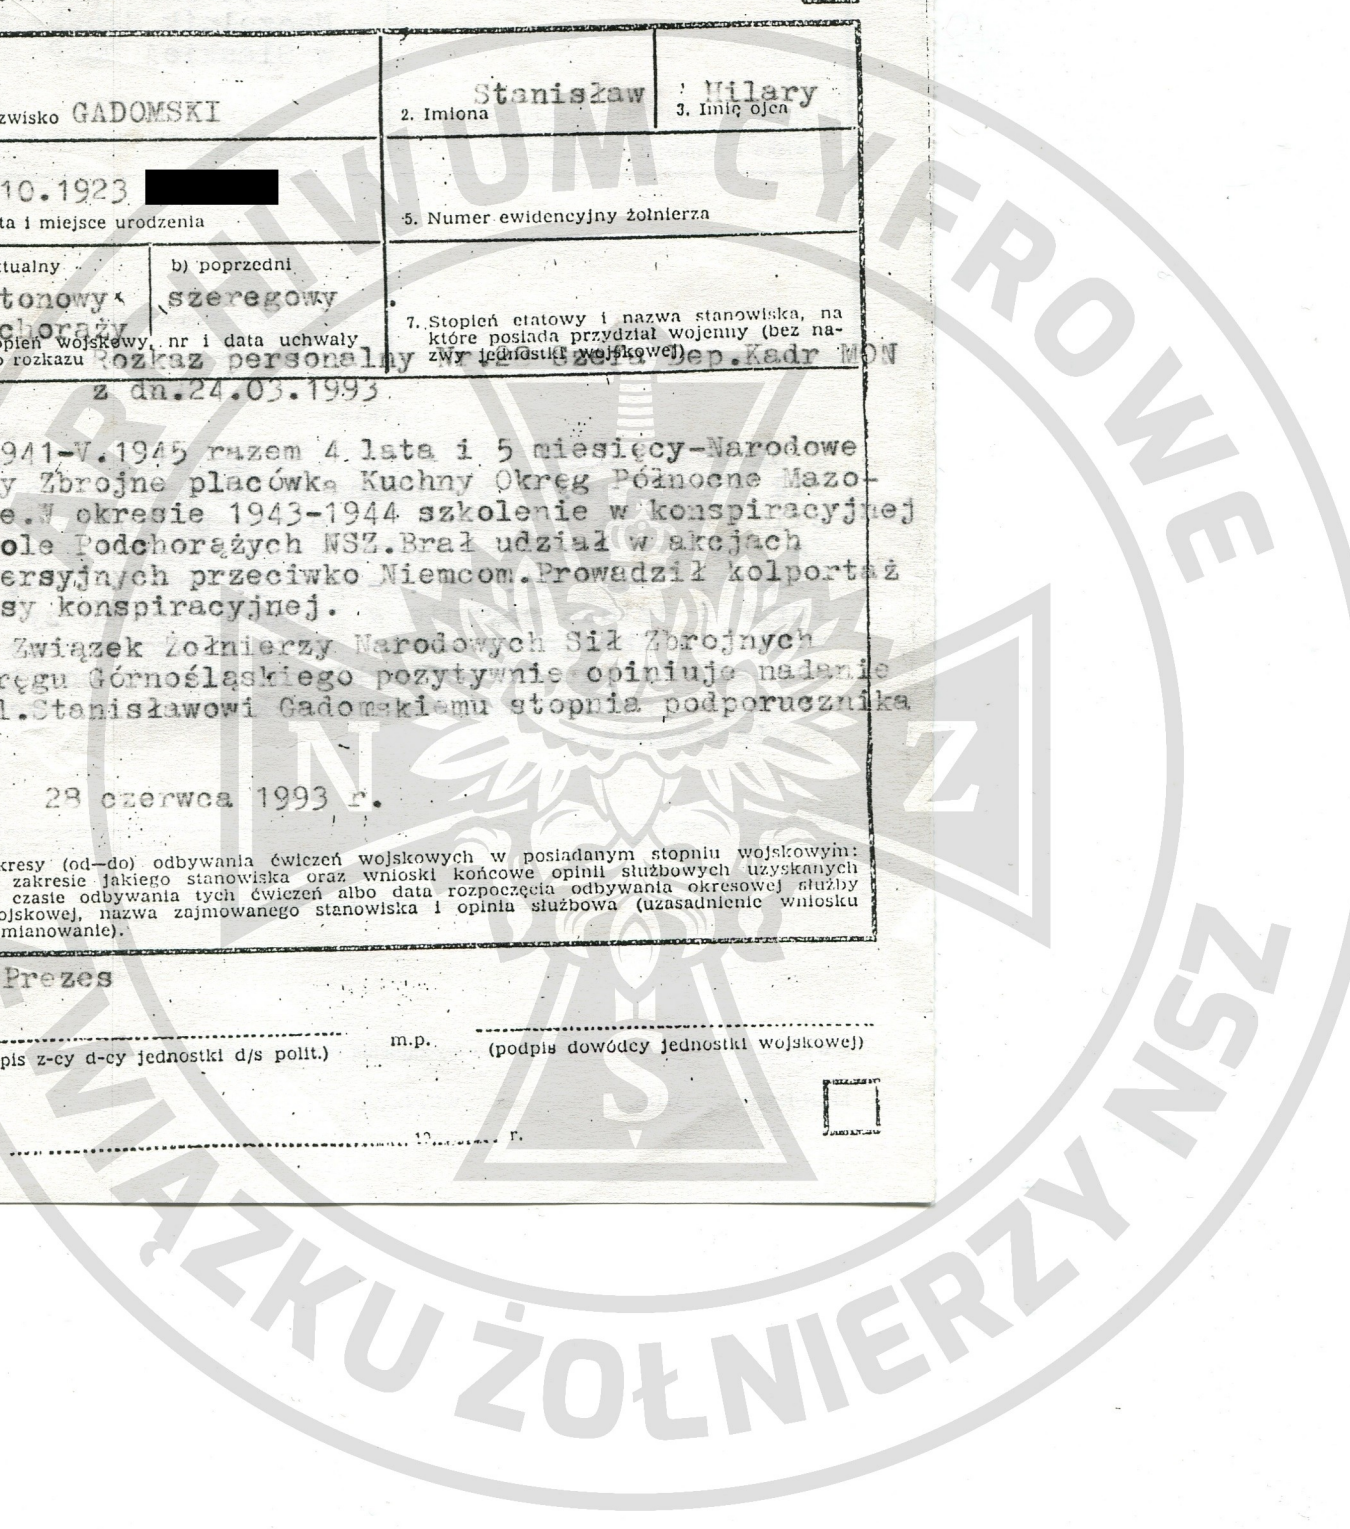 zwisko GADOMSKI
Stanisław
2. Imiona
Hilary
3. Imię ojca
10.1923
ta i miejsce urodzenia
5. Numer ewidencyjny żołnierza
tualny
b) poprzedni
tonowy
szeregowy
chorąży
opień wojskowy, nr i data uchwały
o rozkazu Rozkaz personalny Nr. szefa Dep.Kadr MON
z dn.24.03.1993
7. Stopień etatowy i nazwa stanowiska, na
które posiada przydział wojenny (bez na-
zwy jednostki wojskowej)
941-V.1945 razem 4 lata i 5 miesięcy-Narodowe
y Zbrojne placówka Kuchny Okręg Północne Mazo-
e.W okresie 1943-1944 szkolenie w konspiracyjnej
ole Podchorążych NSZ.Brał udział w akcjach
ersyjnych przeciwko Niemcom.Prowadził kolportaż
sy konspiracyjnej.
Związek Żołnierzy Narodowych Sił Zbrojnych
ręgu Górnośląskiego pozytywnie opiniuje nadanie
l.Stanisławowi Gadomskiemu stopnia podporucznika
28 czerwca 1993 r.
kresy (od—do) odbywania ćwiczeń wojskowych w posiadanym stopniu wojskowym:
zakresie jakiego stanowiska oraz wnioski końcowe opinii służbowych uzyskanych
czasie odbywania tych ćwiczeń albo data rozpoczęcia odbywania okresowej służby
ojskowej, nazwa zajmowanego stanowiska i opinia służbowa (uzasadnienie wniosku
mianowanie).
Prezes
pis z-cy d-cy jednostki d/s polit.)
m.p.
(podpis dowódcy jednostki wojskowej)
19 r.
ARCHIWUM CYFROWE
ZWIĄZKU ŻOŁNIERZY NSZ
N
Z
S